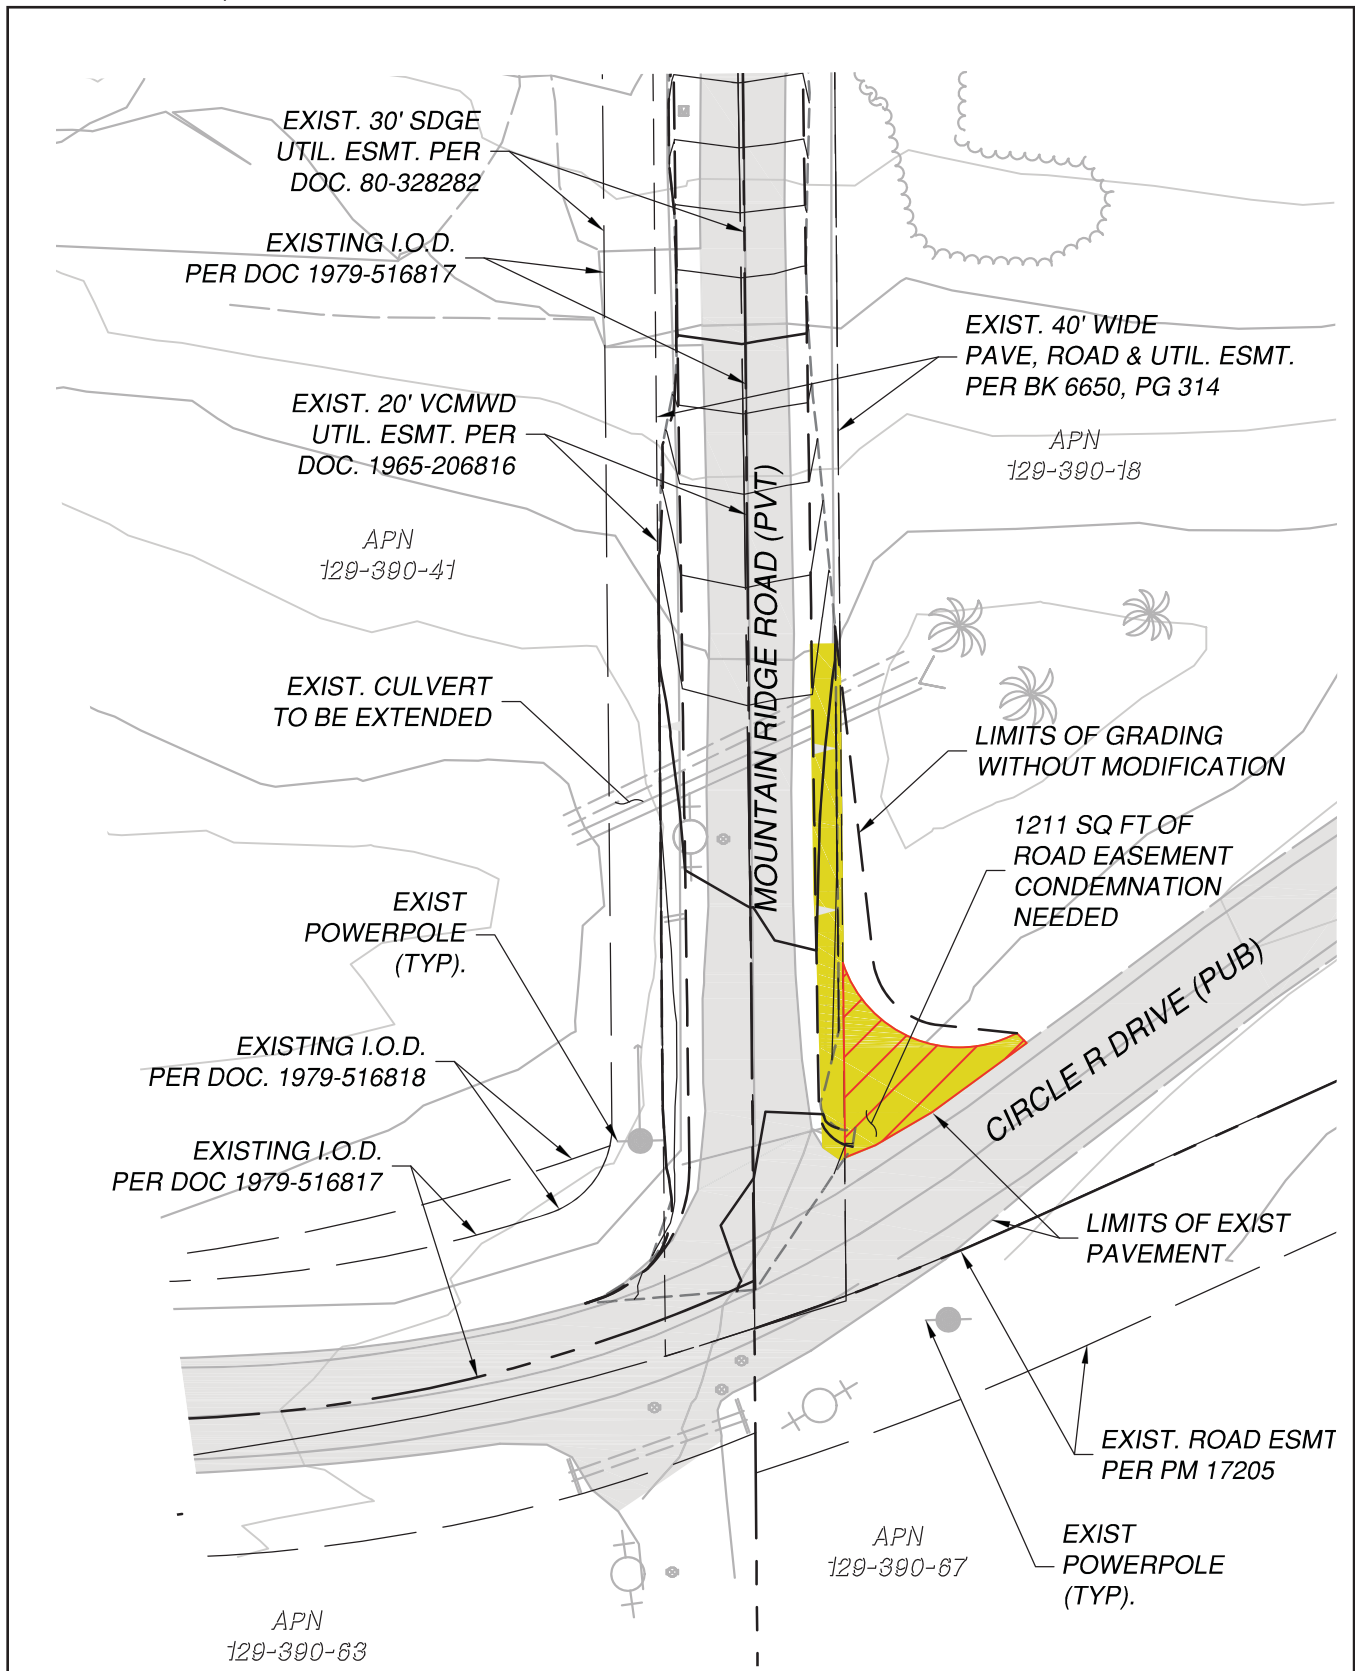 EXIST. 30' SDGE
UTIL. ESMT. PER
DOC. 80-328282
EXISTING I.O.D.
PER DOC 1979-516817
EXIST. 40' WIDE
PAVE, ROAD & UTIL. ESMT.
PER BK 6650, PG 314
EXIST. 20' VCMWD
UTIL. ESMT. PER
DOC. 1965-206816
APN
129-390-18
APN
129-390-41
MOUNTAIN RIDGE ROAD (PVT)
EXIST. CULVERT
TO BE EXTENDED
LIMITS OF GRADING
WITHOUT MODIFICATION
1211 SQ FT OF
ROAD EASEMENT
CONDEMNATION
NEEDED
EXIST
POWERPOLE
(TYP).
CIRCLE R DRIVE (PUB)
EXISTING I.O.D.
PER DOC. 1979-516818
EXISTING I.O.D.
PER DOC 1979-516817
LIMITS OF EXIST
PAVEMENT
EXIST. ROAD ESMT
PER PM 17205
EXIST
POWERPOLE
(TYP).
APN
129-390-67
APN
129-390-63